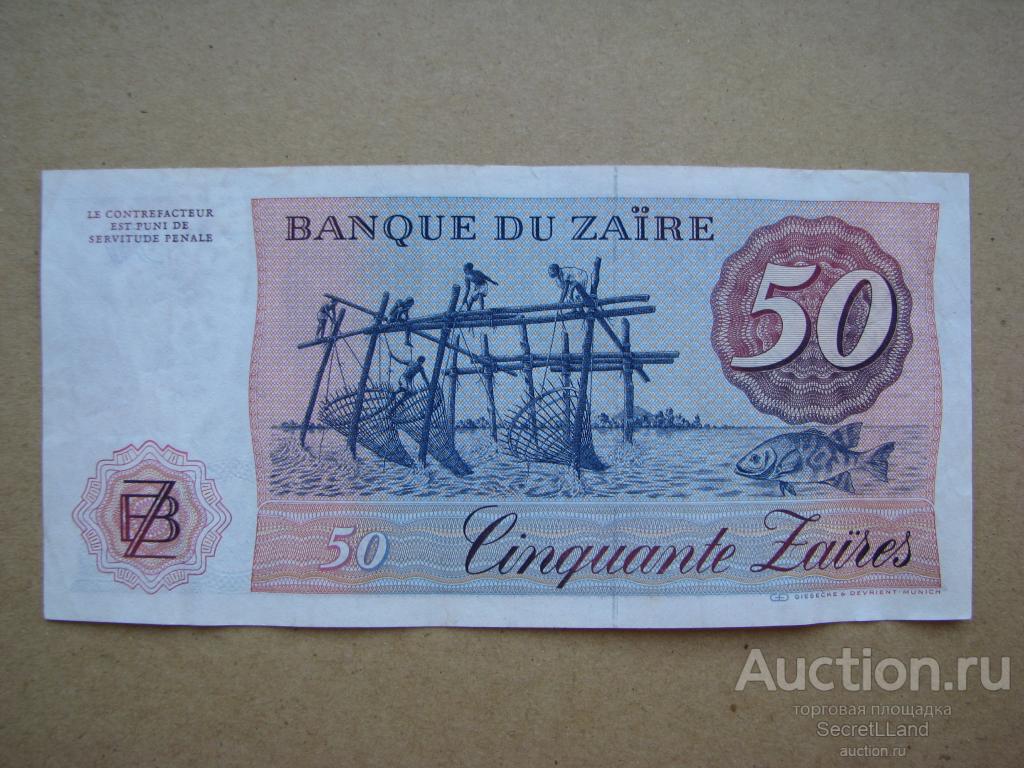 LE CONTREFACTEUR
EST PUNI DE
SERVITUDE PENALE
BANQUE DU ZAÏRE
50
BZ
50
Cinquante Zaïres
GIESECKE & DEVRIENT·MUNICH
Auction.ru
торговая площадка
SecretLLand
auction.ru